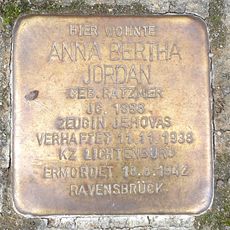 HIER WOHNTE
ANNA BERTHA
JORDAN
GEB. RATZMER
JG. 1888
ZEUGIN JEHOVAS
VERHAFTET 11.11.1938
KZ LICHTENBURG
ERMORDET 18.8.1942
RAVENSBRÜCK